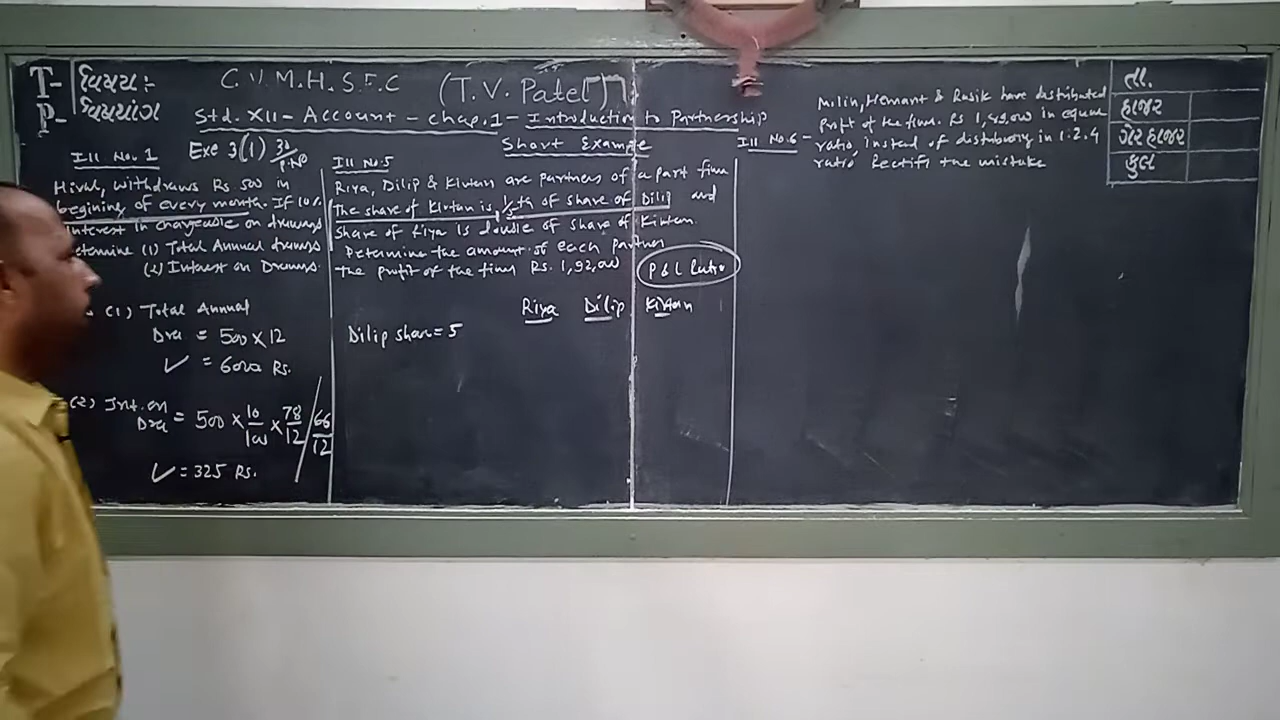 T- વિષય:-
P- વિષયાંગ
C.V.M.H.S.E.C (T.V. Patel)
Std. XII - Account - chap. 1 - Introduction to Partnership
Exe 3(1) 30/P.No
Short Example
Ill No. 1
Hiral, withdraws Rs 500 in
begining of every month. If 10%
interest in chargeable on drawings
etermine (1) Total Annual drawings
(2) Interest on Drawings.
(1) Total Annual
Dra = 500 × 12
✓ = 6000 Rs.
(2) Int. on
Dra = 500 × 10/100 × 78/12 / 66/12
✓ = 325 Rs.
Ill No. 5
Riya, Dilip & Kirtan are partners of a part firm
The share of Kirtan is 1/5th of share of Dilip and
share of Riya is double of share of Kirtan.
Determine the amount of each partner
The profit of the firm Rs. 1,92,000
P & L Ratio
Riya Dilip Kirtan
Dilip share = 5
Ill No. 6 -
Milin, Hemant & Rasik have distributed
profit of the firm. Rs in equal
ratio instead of distributing in 1:2:4
ratio Rectify the mistake
તા.
હાજર
ગેર હાજર
કુલ